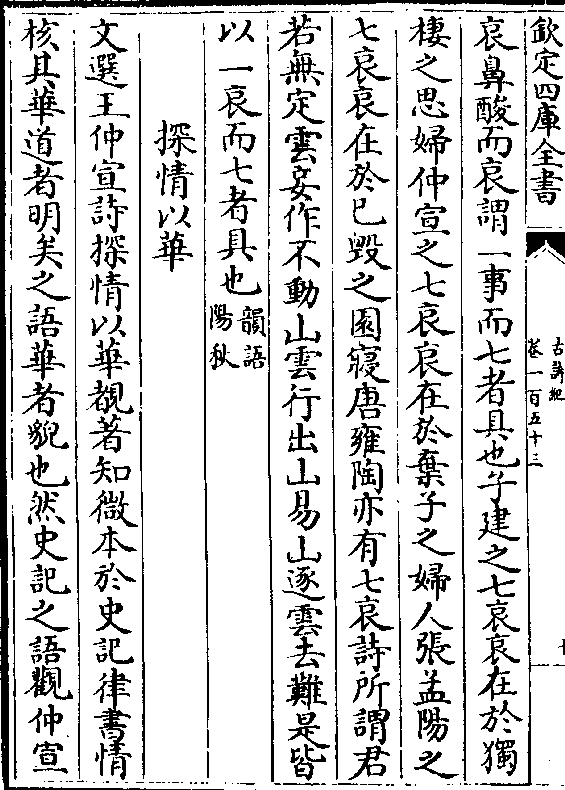 欽定四庫全書
古詩紀
卷一百五十三
哀鼻酸而哀謂一事而七者具也子建之七哀哀在於獨
棲之思婦仲宣之七哀哀在於棄子之婦人張孟陽之
七哀哀在於已毀之園寢唐雍陶亦有七哀詩所謂君
若無定雲妾作不動山雲行出山易山逐雲去難是皆
以一哀而七者具也
韻語
陽秋
探情以華
文選王仲宣詩探情以華覩著知微本於史記律書情
核其華道者明矣之語華者貌也然史記之語觀仲宣